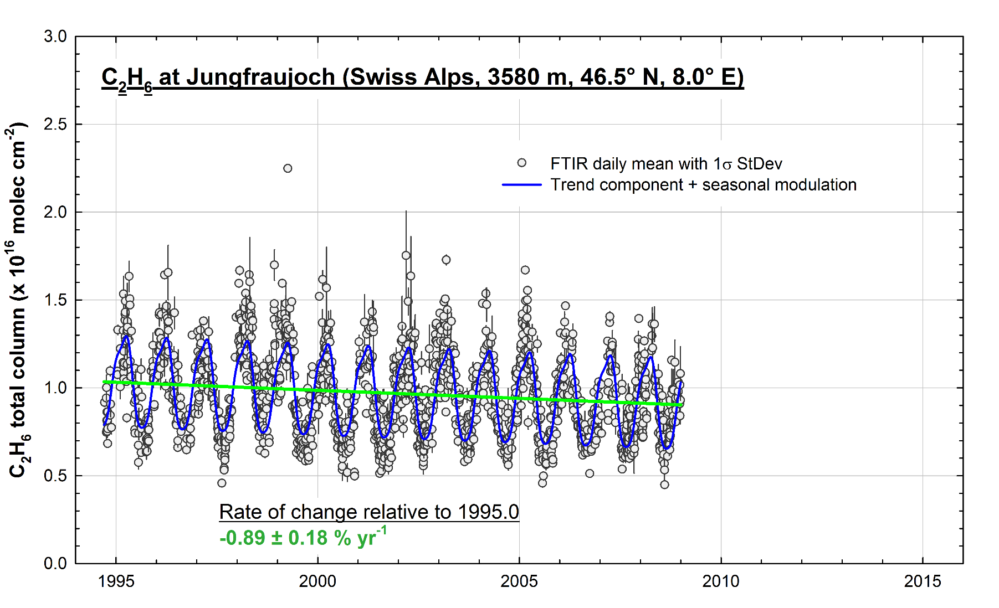 C2H6 at Jungfraujoch (Swiss Alps, 3580 m, 46.5° N, 8.0° E)
FTIR daily mean with 1σ StDev
Trend component + seasonal modulation
C2H6 total column (x 10^16 molec cm^-2)
3.0
2.5
2.0
1.5
1.0
0.5
0.0
Rate of change relative to 1995.0
-0.89 ± 0.18 % yr^-1
1995 2000 2005 2010 2015